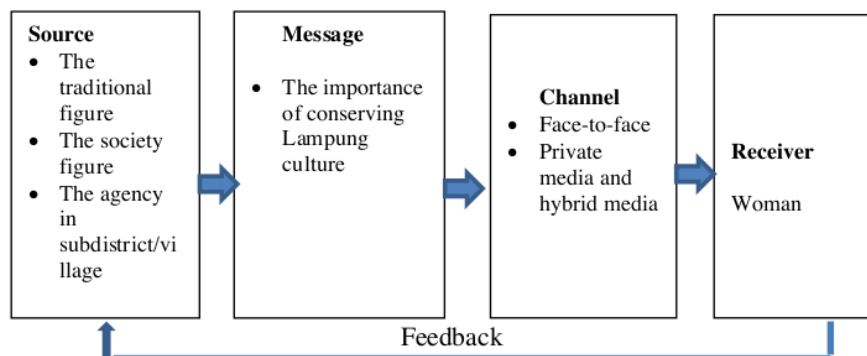 Source
• The
traditional
figure
• The society
figure
• The agency
in
subdistrict/vi
llage
Message
• The importance
of conserving
Lampung
culture
Channel
• Face-to-face
• Private
media and
hybrid media
Receiver
Woman
Feedback